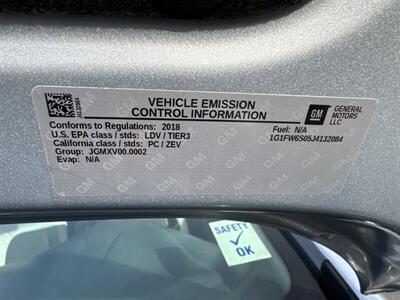 VEHICLE EMISSION
CONTROL INFORMATION
GM
GENERAL
MOTORS
LLC
Conforms to Regulations: 2018
U.S. EPA class / stds: LDV / TIER3
California class / stds: PC / ZEV
Group: JGMXV00.0002
Evap: N/A
Fuel: N/A
1G1FW6S05J4132084
SAFETY
OK